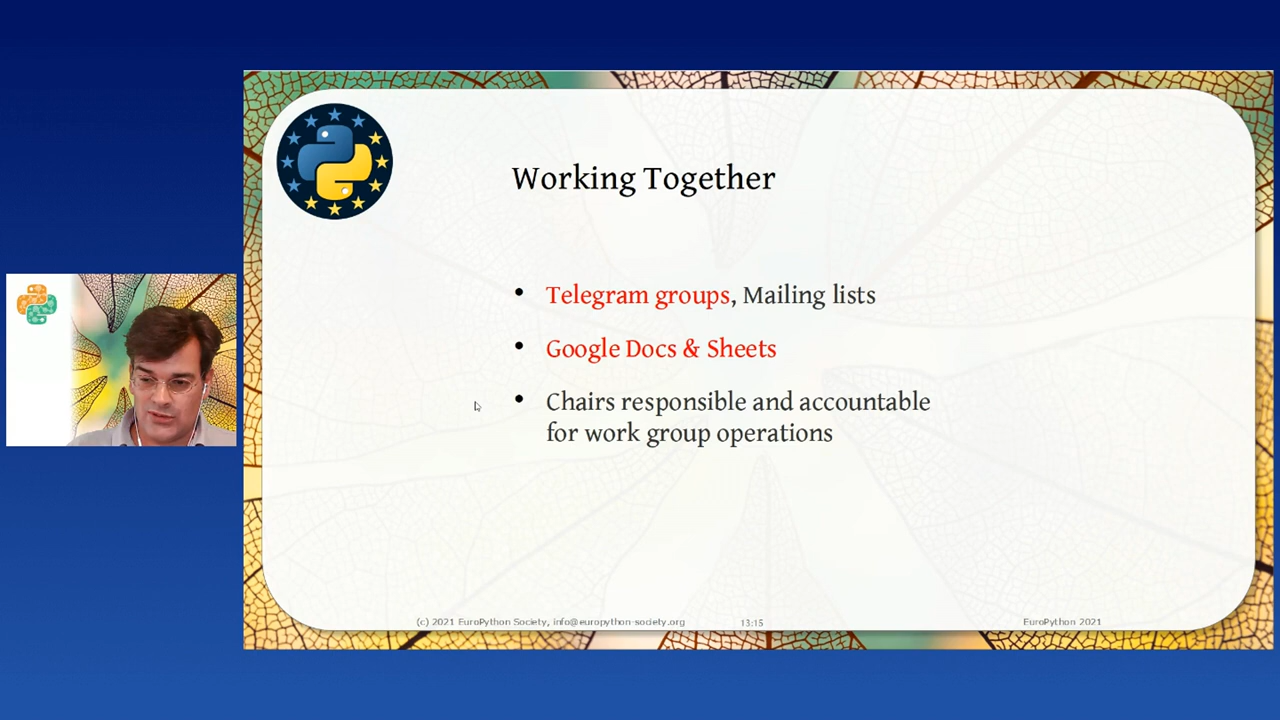 Working Together
• Telegram groups, Mailing lists
• Google Docs & Sheets
• Chairs responsible and accountable
for work group operations
(c) 2021 EuroPython Society, info@europython-society.org
13:15
EuroPython 2021